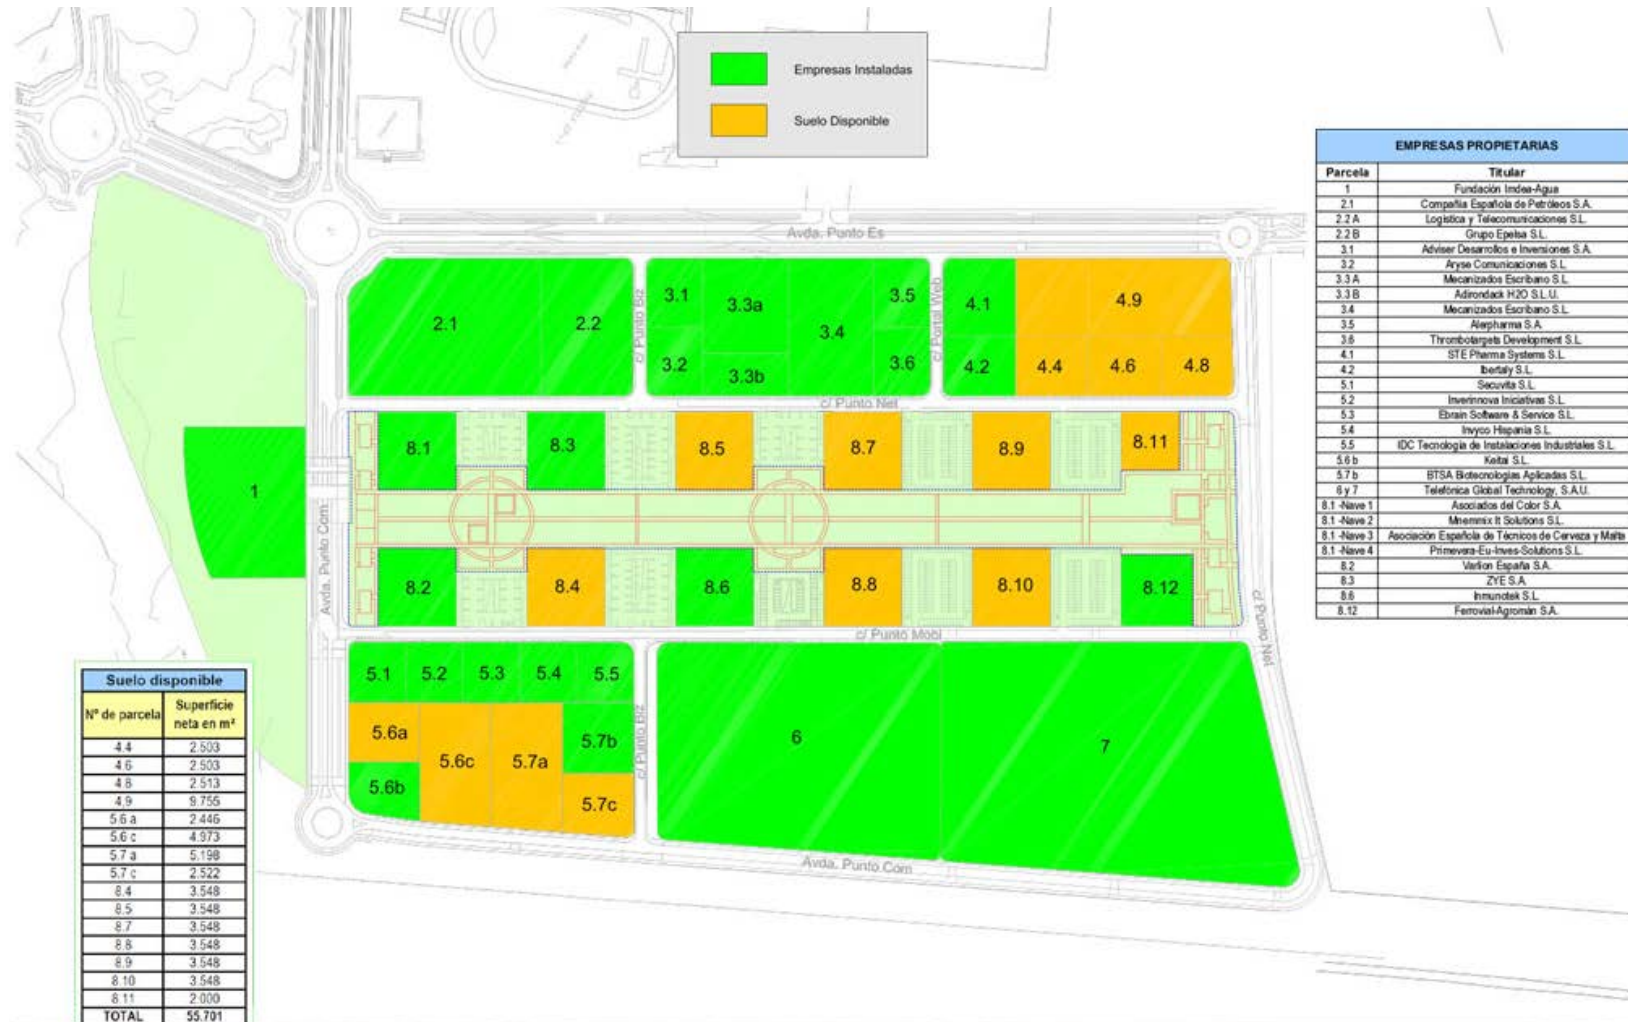 Empresas Instaladas
Suelo Disponible
EMPRESAS PROPIETARIAS
Parcela Titular
1 Fundación Imdea-Agua
2.1 Compañia Española de Petróleos S.A.
2.2 A Logística y Telecomunicaciones S.L.
2.2 B Grupo Epelsa S.L.
3.1 Adviser Desarrollos e Inversiones S.A.
3.2 Aryse Comunicaciones S.L.
3.3 A Mecanizados Escribano S.L.
3.3 B Adirondack H2O S.L.U.
3.4 Mecanizados Escribano S.L.
3.5 Alerpharma S.A.
3.6 Thrombotargets Development S.L.
4.1 STE Pharma Systems S.L.
4.2 Ibertaly S.L.
5.1 Secuvita S.L.
5.2 Inverinnova Iniciativas S.L.
5.3 Ebrain Software & Service S.L.
5.4 Invyco Hispania S.L.
5.5 IDC Tecnología de Instalaciones Industriales S.L.
5.6 b Keitai S.L.
5.7 b BTSA Biotecnologías Aplicadas S.L.
6 y 7 Telefónica Global Technology, S.A.U.
8.1 -Nave 1 Asociados del Color S.A.
8.1 -Nave 2 Mnemmix It Solutions S.L.
8.1 -Nave 3 Asociación Española de Técnicos de Cerveza y Malta
8.1 -Nave 4 Primevera-Eu-Inves-Solutions S.L.
8.2 Varlion España S.A.
8.3 ZYE S.A.
8.6 Inmunotek S.L.
8.12 Ferrovial-Agromán S.A.
Avda. Punto Es
2.1 2.2
c/ Punto Biz
3.1 3.3a 3.4 3.5
3.2 3.3b 3.6
c/ Portal Web
4.1 4.9
4.2 4.4 4.6 4.8
c/ Punto Net
8.1 8.3 8.5 8.7 8.9 8.11
1
Avda. Punto Com
8.2 8.4 8.6 8.8 8.10 8.12
c/ Punto Mobi
c/ Punto Net
5.1 5.2 5.3 5.4 5.5
5.6a 5.6c 5.7a 5.7b
5.6b 5.7c
c/ Punto Biz
6 7
Avda. Punto Com
Suelo disponible
Nº de parcela Superficie neta en m²
4.4 2.503
4.6 2.503
4.8 2.513
4.9 9.755
5.6 a 2.446
5.6 c 4.973
5.7 a 5.198
5.7 c 2.522
8.4 3.548
8.5 3.548
8.7 3.548
8.8 3.548
8.9 3.548
8.10 3.548
8.11 2.000
TOTAL 55.701